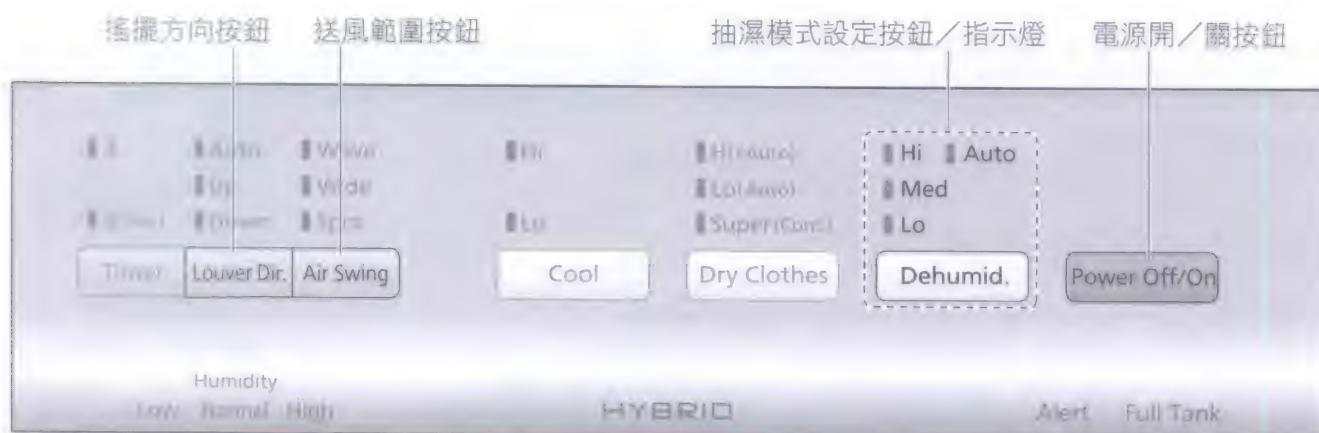 搖擺方向按鈕 送風範圍按鈕 抽濕模式設定按鈕／指示燈 電源開／關按鈕
Auto Wave Hi Hi(Auto) Hi Auto
Up Wide Lo(Auto) Med
Down Spot Lo Super(Cont.) Lo
Timer Louver Dir. Air Swing Cool Dry Clothes Dehumid. Power Off/On
Humidity
Low Normal High HYBRID Alert Full Tank